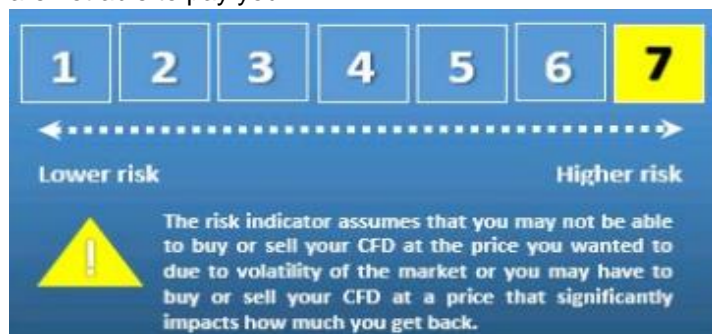 1 2 3 4 5 6 7
Lower risk Higher risk
!
The risk indicator assumes that you may not be able
to buy or sell your CFD at the price you wanted to
due to volatility of the market or you may have to
buy or sell your CFD at a price that significantly
impacts how much you get back.